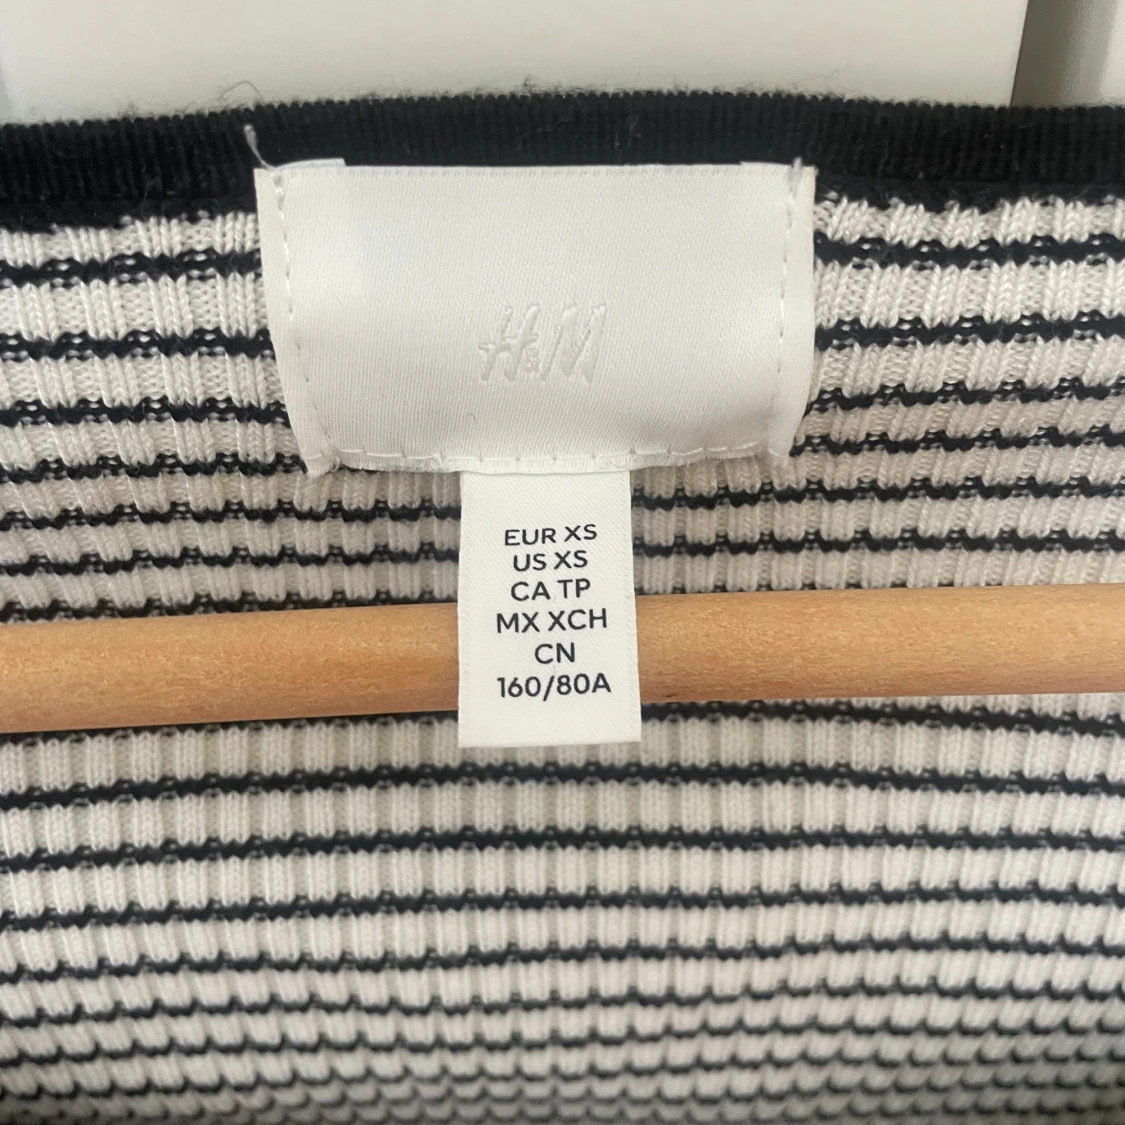 H&M
EUR XS
US XS
CA TP
MX XCH
CN
160/80A